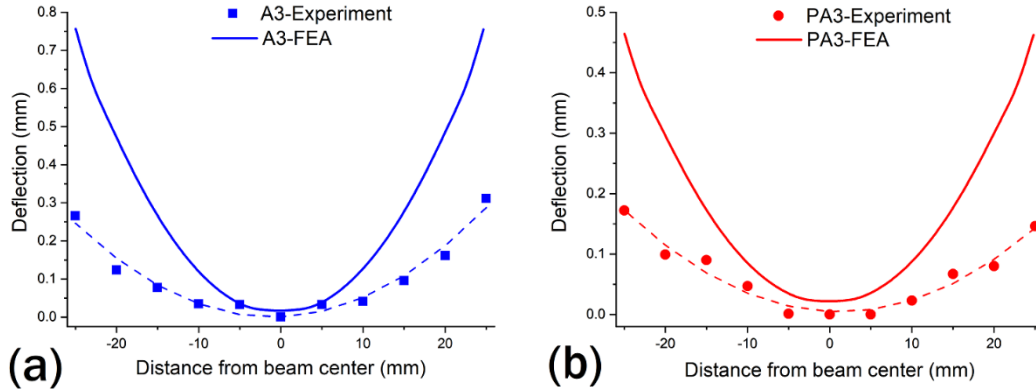 A3-Experiment
A3-FEA
0.8
0.7
0.6
0.5
0.4
0.3
0.2
0.1
0.0
Deflection (mm)
-20 -10 0 10 20
Distance from beam center (mm)
(a)
PA3-Experiment
PA3-FEA
0.5
0.4
0.3
0.2
0.1
0.0
Deflection (mm)
-20 -10 0 10 20
Distance from beam center (mm)
(b)